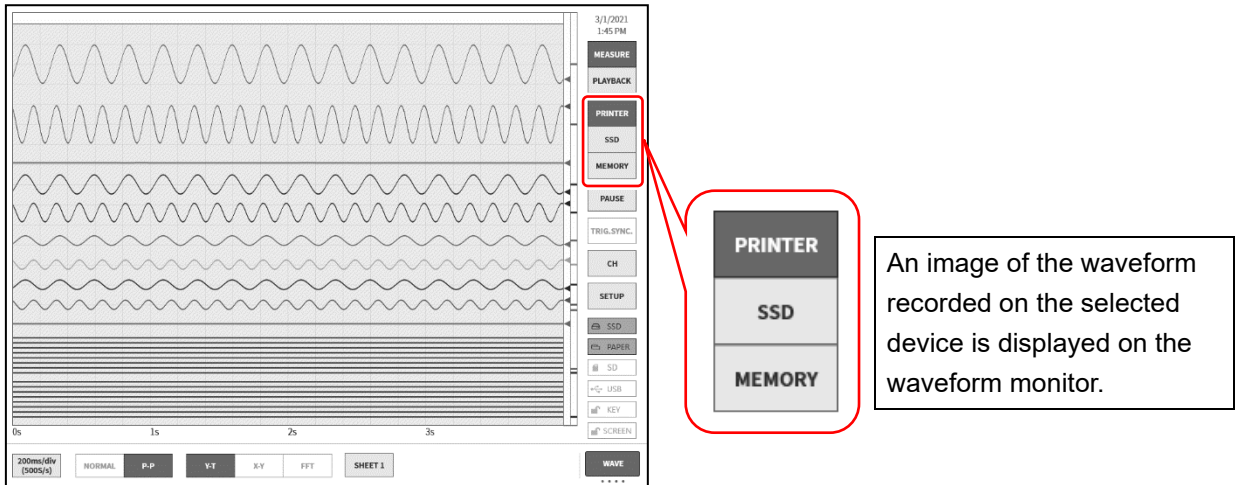 3/1/2021
1:45 PM
MEASURE
PLAYBACK
PRINTER
SSD
MEMORY
PAUSE
TRIG.SYNC.
CH
SETUP
SSD
PAPER
SD
USB
KEY
SCREEN
0s 1s 2s 3s
200ms/div
(500S/s)
NORMAL P-P Y-T X-Y FFT SHEET 1 WAVE
PRINTER
SSD
MEMORY
An image of the waveform
recorded on the selected
device is displayed on the
waveform monitor.